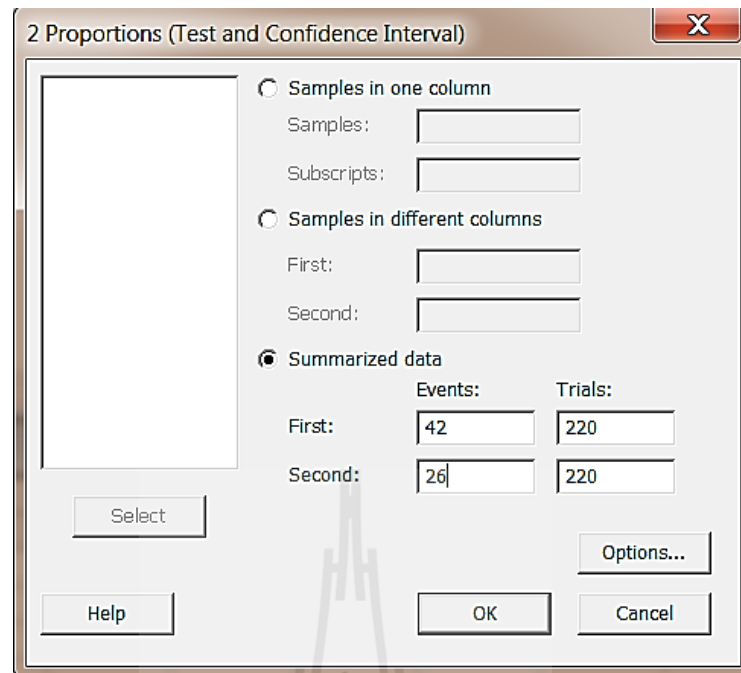 2 Proportions (Test and Confidence Interval)
X
Samples in one column
Samples:
Subscripts:
Samples in different columns
First:
Second:
Summarized data
Events: Trials:
First: 42 220
Second: 26 220
Select
Options...
Help OK Cancel